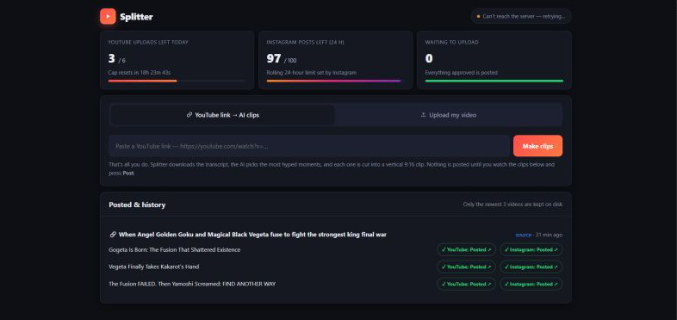 Splitter
Can't reach the server — retrying...
YOUTUBE UPLOADS LEFT TODAY
3 / 6
Cap resets in 18h 23m 43s
INSTAGRAM POSTS LEFT (24 H)
97 / 100
Rolling 24-hour limit set by Instagram
WAITING TO UPLOAD
0
Everything approved is posted
YouTube link → AI clips
Upload my video
Paste a YouTube link — https://youtube.com/watch?v=...
Make clips
That's all you do. Splitter downloads the transcript, the AI picks the most hyped moments, and each one is cut into a vertical 9:16 clip. Nothing is posted until you watch the clips below and
press Post.
Posted & history
Only the newest 3 videos are kept on disk
When Angel Golden Goku and Magical Black Vegeta fuse to fight the strongest king final war
source · 31 min ago
Gogeta Is Born: The Fusion That Shattered Existence
✓ YouTube: Posted ↗
✓ Instagram: Posted ↗
Vegeta Finally Takes Kakarot's Hand
✓ YouTube: Posted ↗
✓ Instagram: Posted ↗
The Fusion FAILED. Then Yamoshi Screamed: FIND ANOTHER WAY
✓ YouTube: Posted ↗
✓ Instagram: Posted ↗